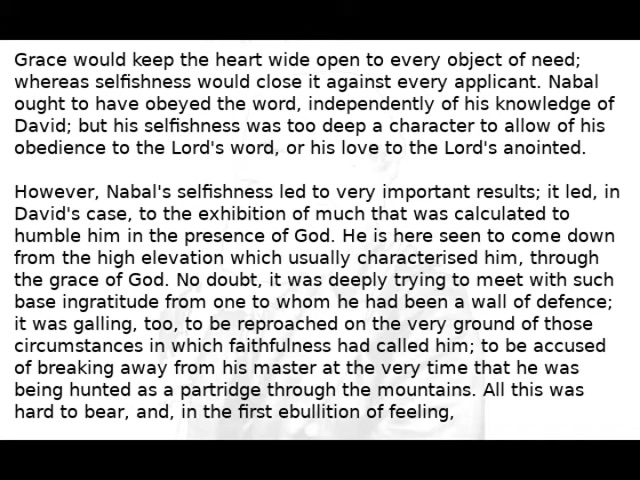 Grace would keep the heart wide open to every object of need;
whereas selfishness would close it against every applicant. Nabal
ought to have obeyed the word, independently of his knowledge of
David; but his selfishness was too deep a character to allow of his
obedience to the Lord's word, or his love to the Lord's anointed.
However, Nabal's selfishness led to very important results; it led, in
David's case, to the exhibition of much that was calculated to
humble him in the presence of God. He is here seen to come down
from the high elevation which usually characterised him, through
the grace of God. No doubt, it was deeply trying to meet with such
base ingratitude from one to whom he had been a wall of defence;
it was galling, too, to be reproached on the very ground of those
circumstances in which faithfulness had called him; to be accused
of breaking away from his master at the very time that he was
being hunted as a partridge through the mountains. All this was
hard to bear, and, in the first ebullition of feeling,